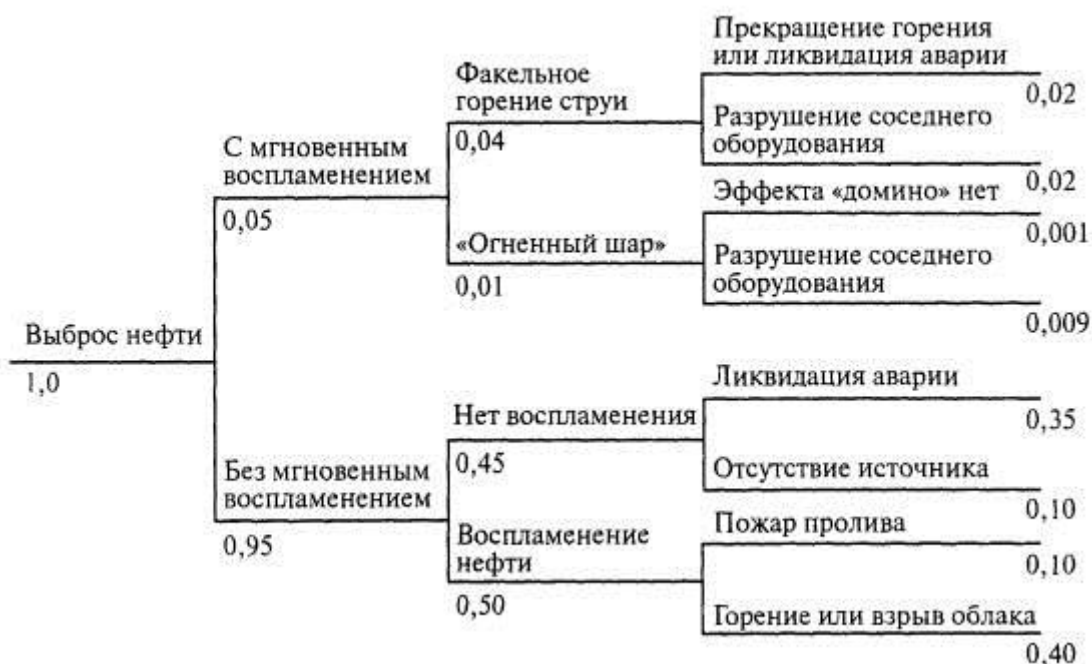 Прекращение горения
или ликвидация аварии
0,02
Факельное
горение струи
0,04
Разрушение соседнего
оборудования
0,02
С мгновенным
воспламенением
0,05
Эффекта «домино» нет
0,001
«Огненный шар»
0,01
Разрушение соседнего
оборудования
0,009
Выброс нефти
1,0
Ликвидация аварии
0,35
Нет воспламенения
0,45
Отсутствие источника
0,10
Без мгновенным
воспламенением
0,95
Пожар пролива
0,10
Воспламенение
нефти
0,50
Горение или взрыв облака
0,40